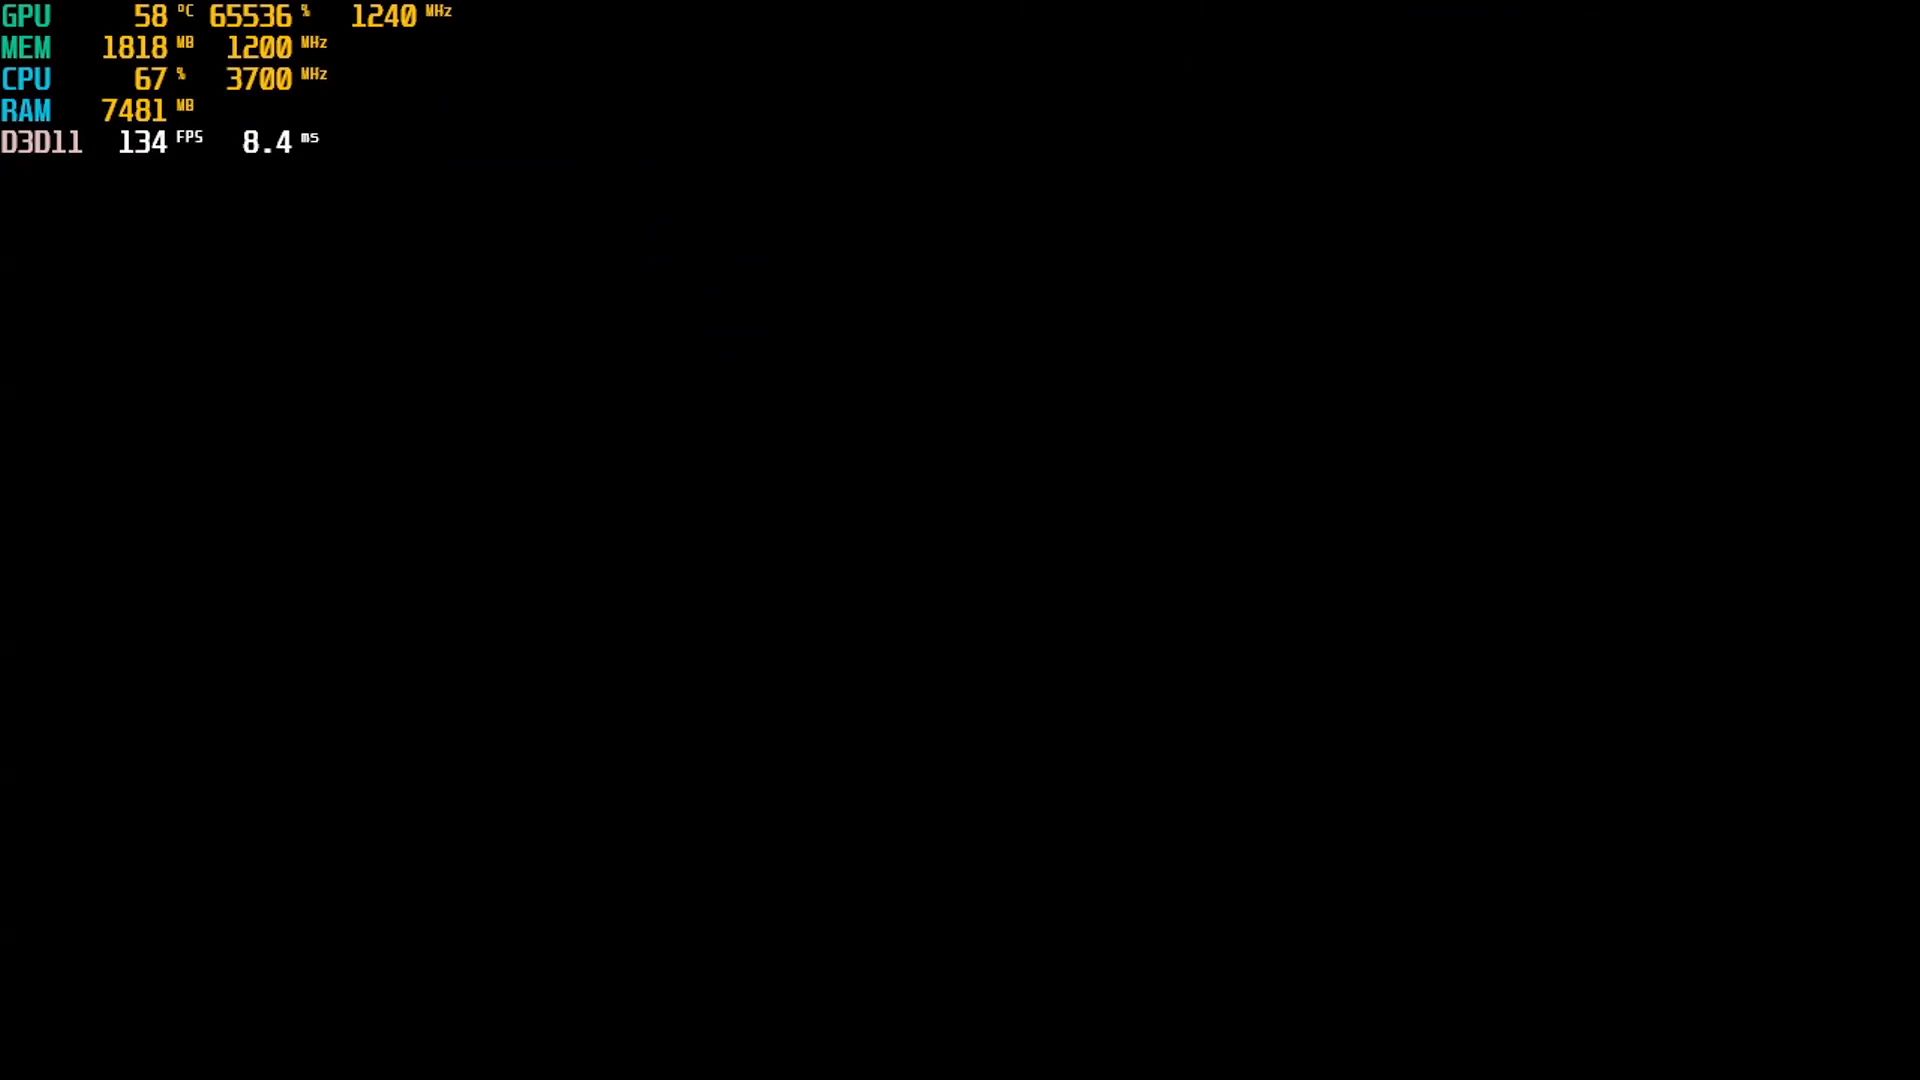 GPU 58 °C 65536 % 1240 MHz
MEM 1818 MB 1200 MHz
CPU 67 % 3700 MHz
RAM 7481 MB
D3D11 134 FPS 8.4 ms